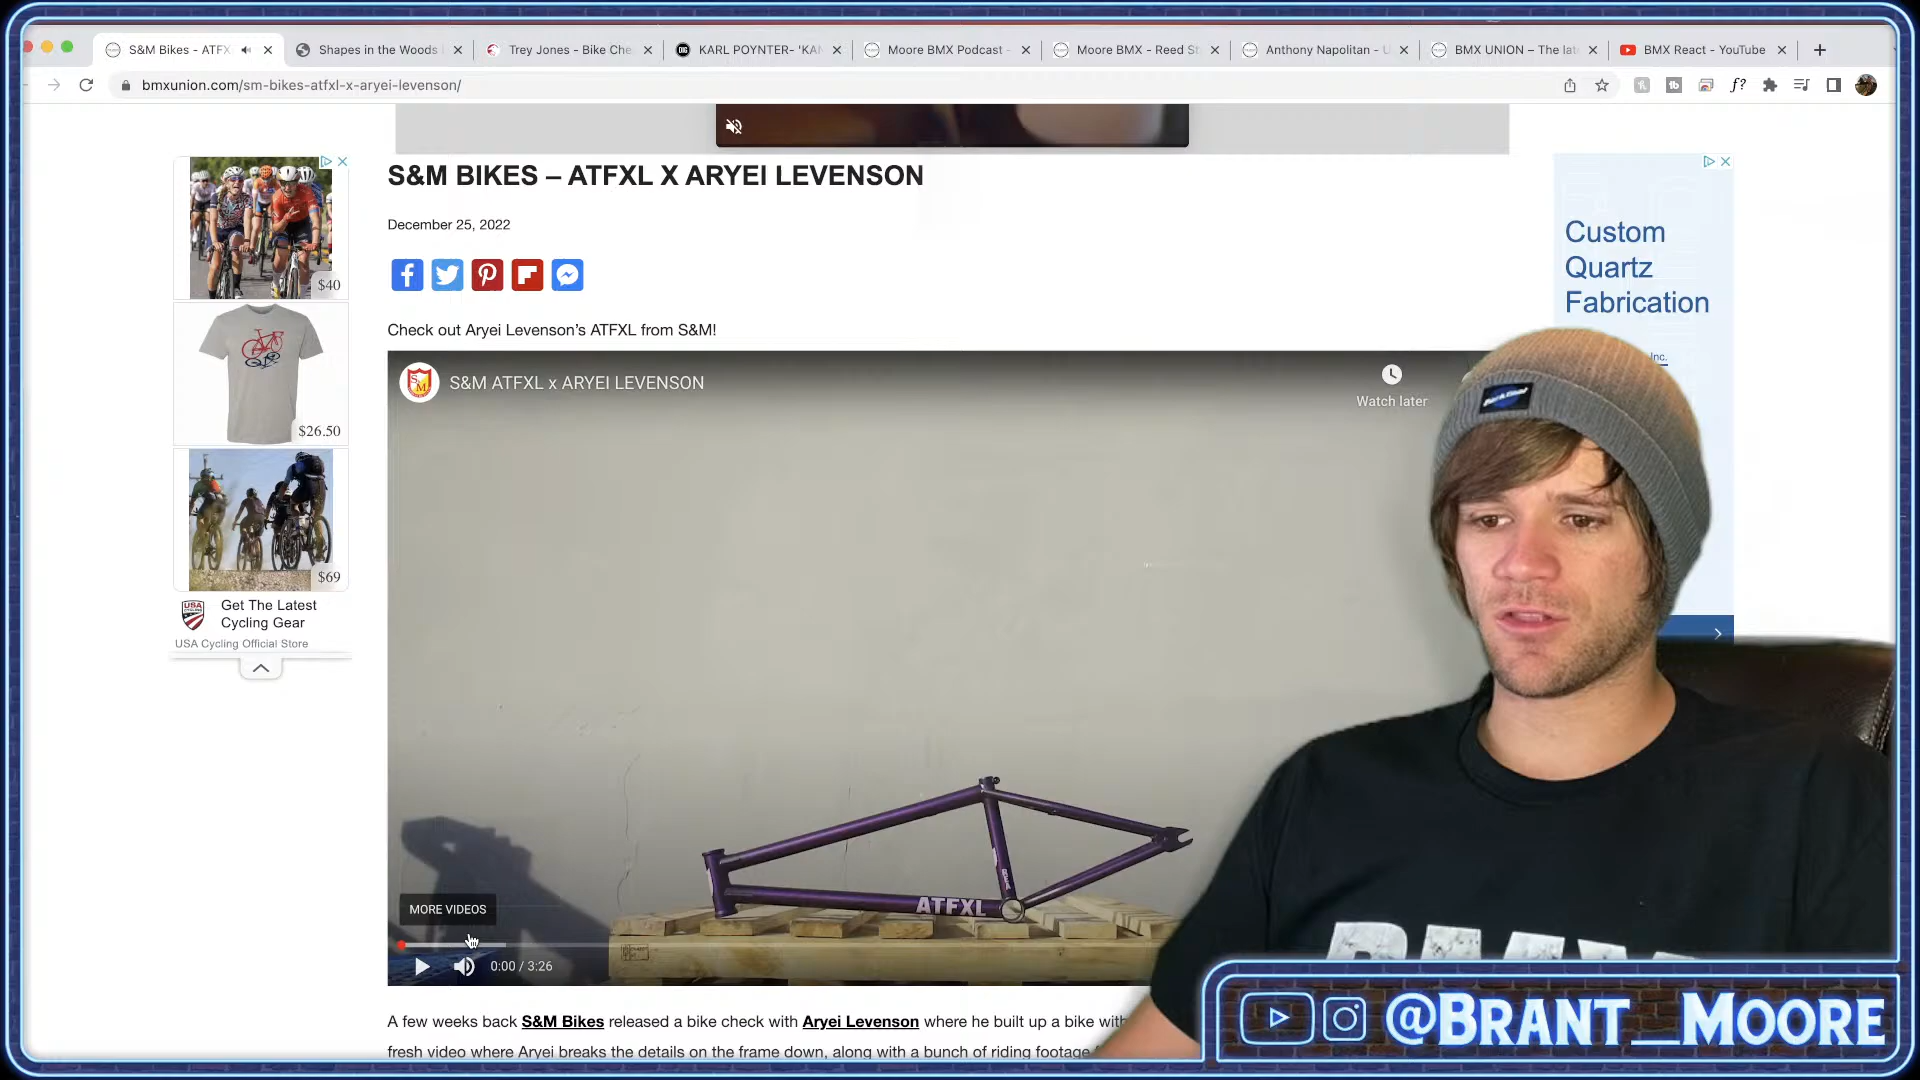 S&M Bikes - ATFX
Shapes in the Woods
Trey Jones - Bike Che
KARL POYNTER- 'KAN
Moore BMX Podcast -
Moore BMX - Reed St
Anthony Napolitan - U
BMX UNION – The lat
BMX React - YouTube
bmxunion.com/sm-bikes-atfxl-x-aryei-levenson/
S&M BIKES – ATFXL X ARYEI LEVENSON
December 25, 2022
Check out Aryei Levenson's ATFXL from S&M!
$40
$26.50
$69
Get The Latest
Cycling Gear
USA Cycling Official Store
Custom
Quartz
Fabrication
Inc.
S&M ATFXL x ARYEI LEVENSON
Watch later
ATFXL
MORE VIDEOS
0:00 / 3:26
A few weeks back S&M Bikes released a bike check with Aryei Levenson where he built up a bike with
fresh video where Aryei breaks the details on the frame down, along with a bunch of riding footage
@BRANT_MOORE